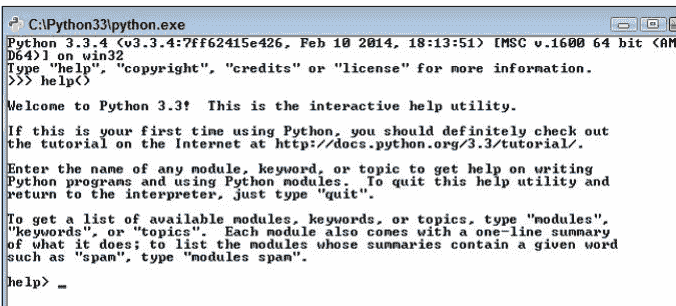 C:\Python33\python.exe
Python 3.3.4 (v3.3.4:7ff62415e426, Feb 10 2014, 18:13:51) [MSC v.1600 64 bit (AM
D64)] on win32
Type "help", "copyright", "credits" or "license" for more information.
>>> help()
Welcome to Python 3.3!  This is the interactive help utility.
If this is your first time using Python, you should definitely check out
the tutorial on the Internet at http://docs.python.org/3.3/tutorial/.
Enter the name of any module, keyword, or topic to get help on writing
Python programs and using Python modules.  To quit this help utility and
return to the interpreter, just type "quit".
To get a list of available modules, keywords, or topics, type "modules",
"keywords", or "topics".  Each module also comes with a one-line summary
of what it does; to list the modules whose summaries contain a given word
such as "spam", type "modules spam".
help> _